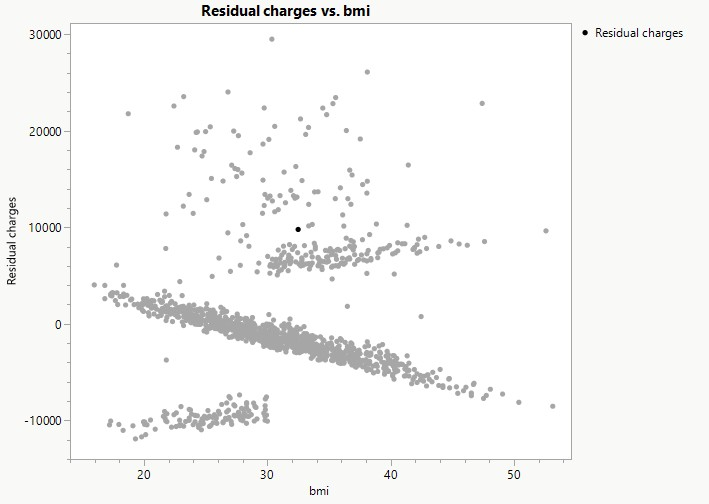 Residual charges vs. bmi
Residual charges
30000
20000
10000
0
-10000
Residual charges
20
30
40
50
bmi